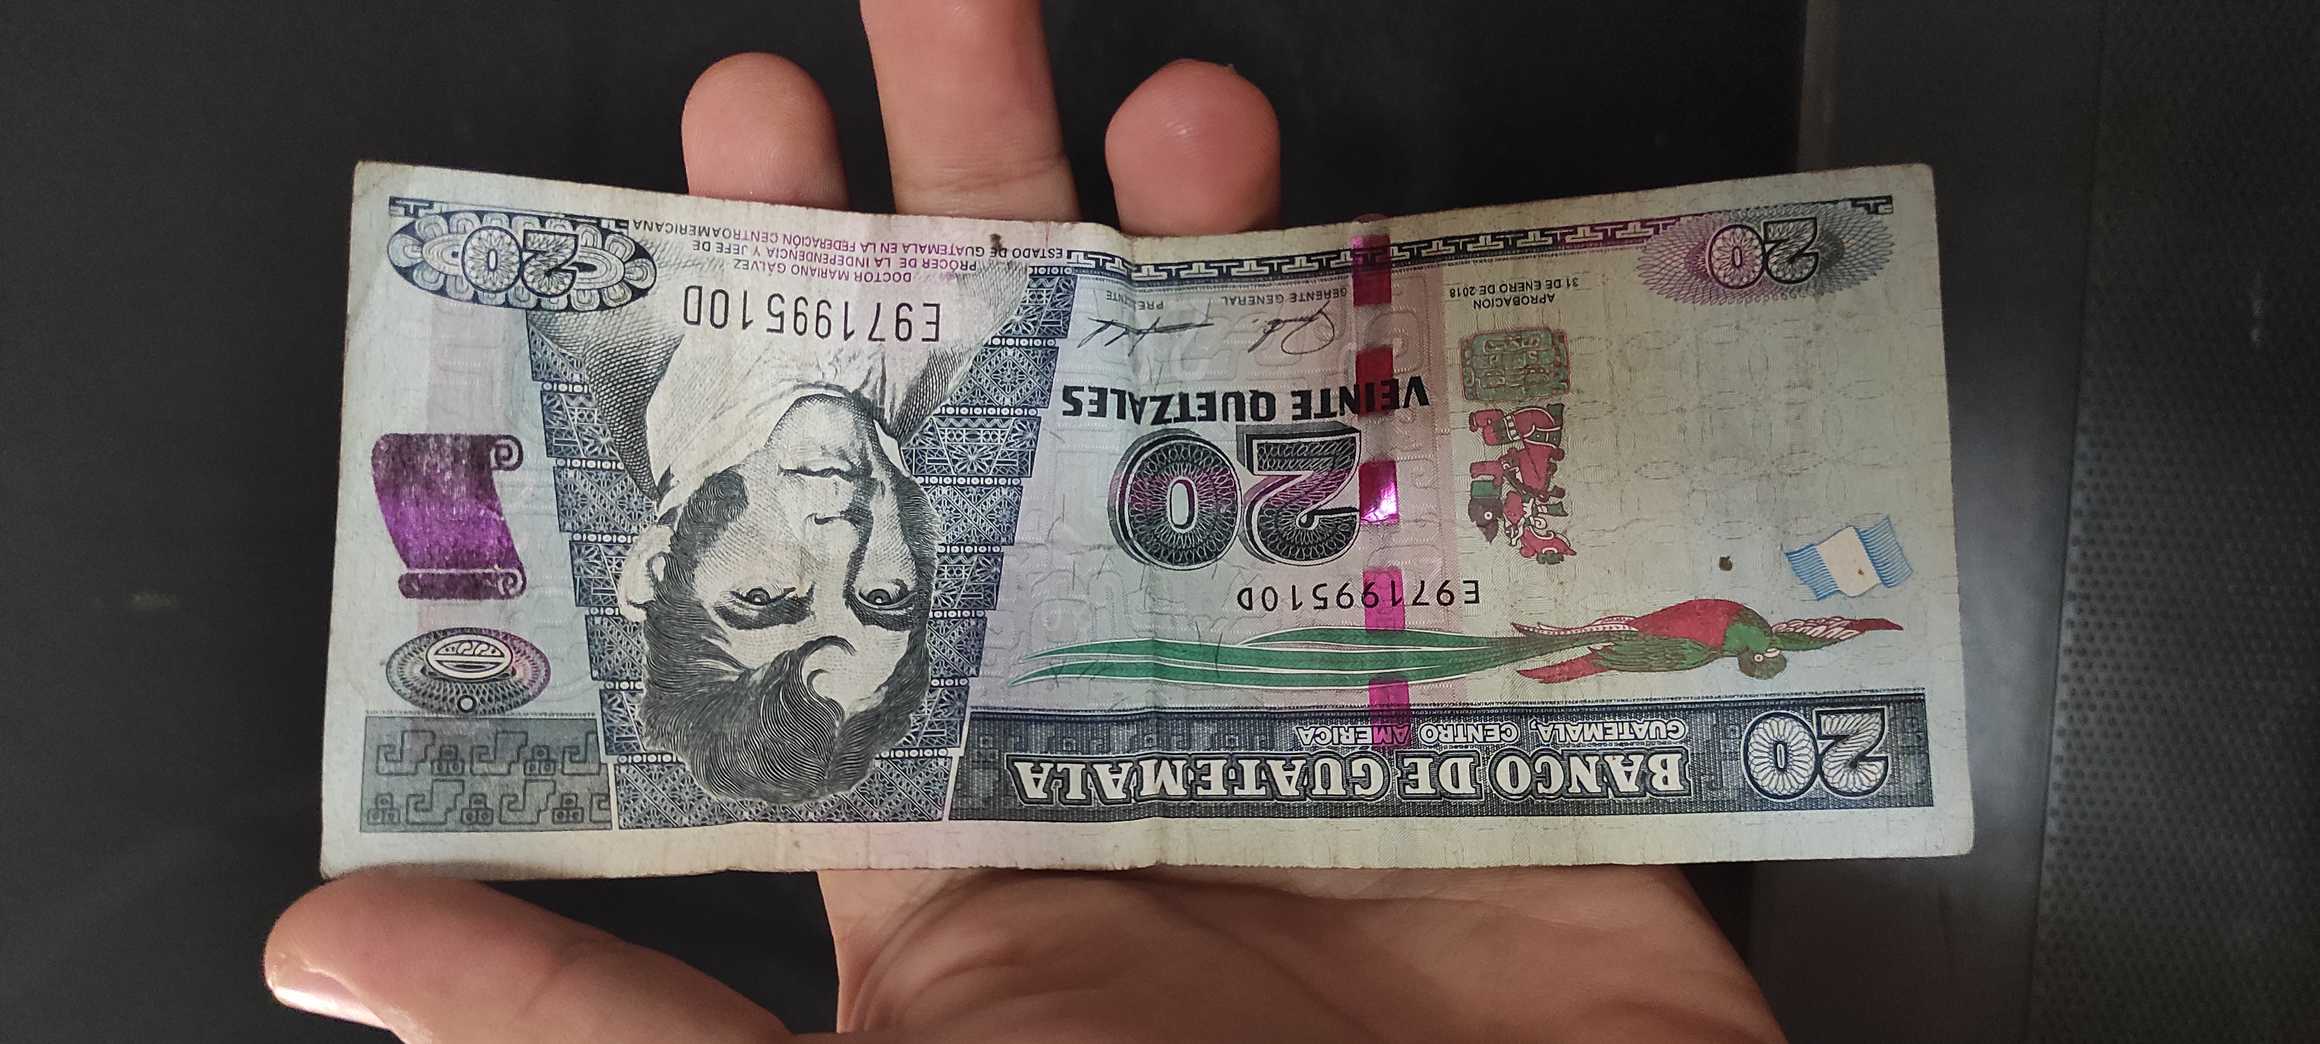 20
BANCO DE GUATEMALA
GUATEMALA, CENTRO AMÉRICA
E97199510D
20
VEINTE QUETZALES
GERENTE GENERAL
APROBACIÓN
31 DE ENERO DE 2018
20
E97199510D
DOCTOR MARIANO GÁLVEZ
PRÓCER DE LA INDEPENDENCIA Y JEFE DE
ESTADO DE GUATEMALA EN LA FEDERACIÓN CENTROAMERICANA
20